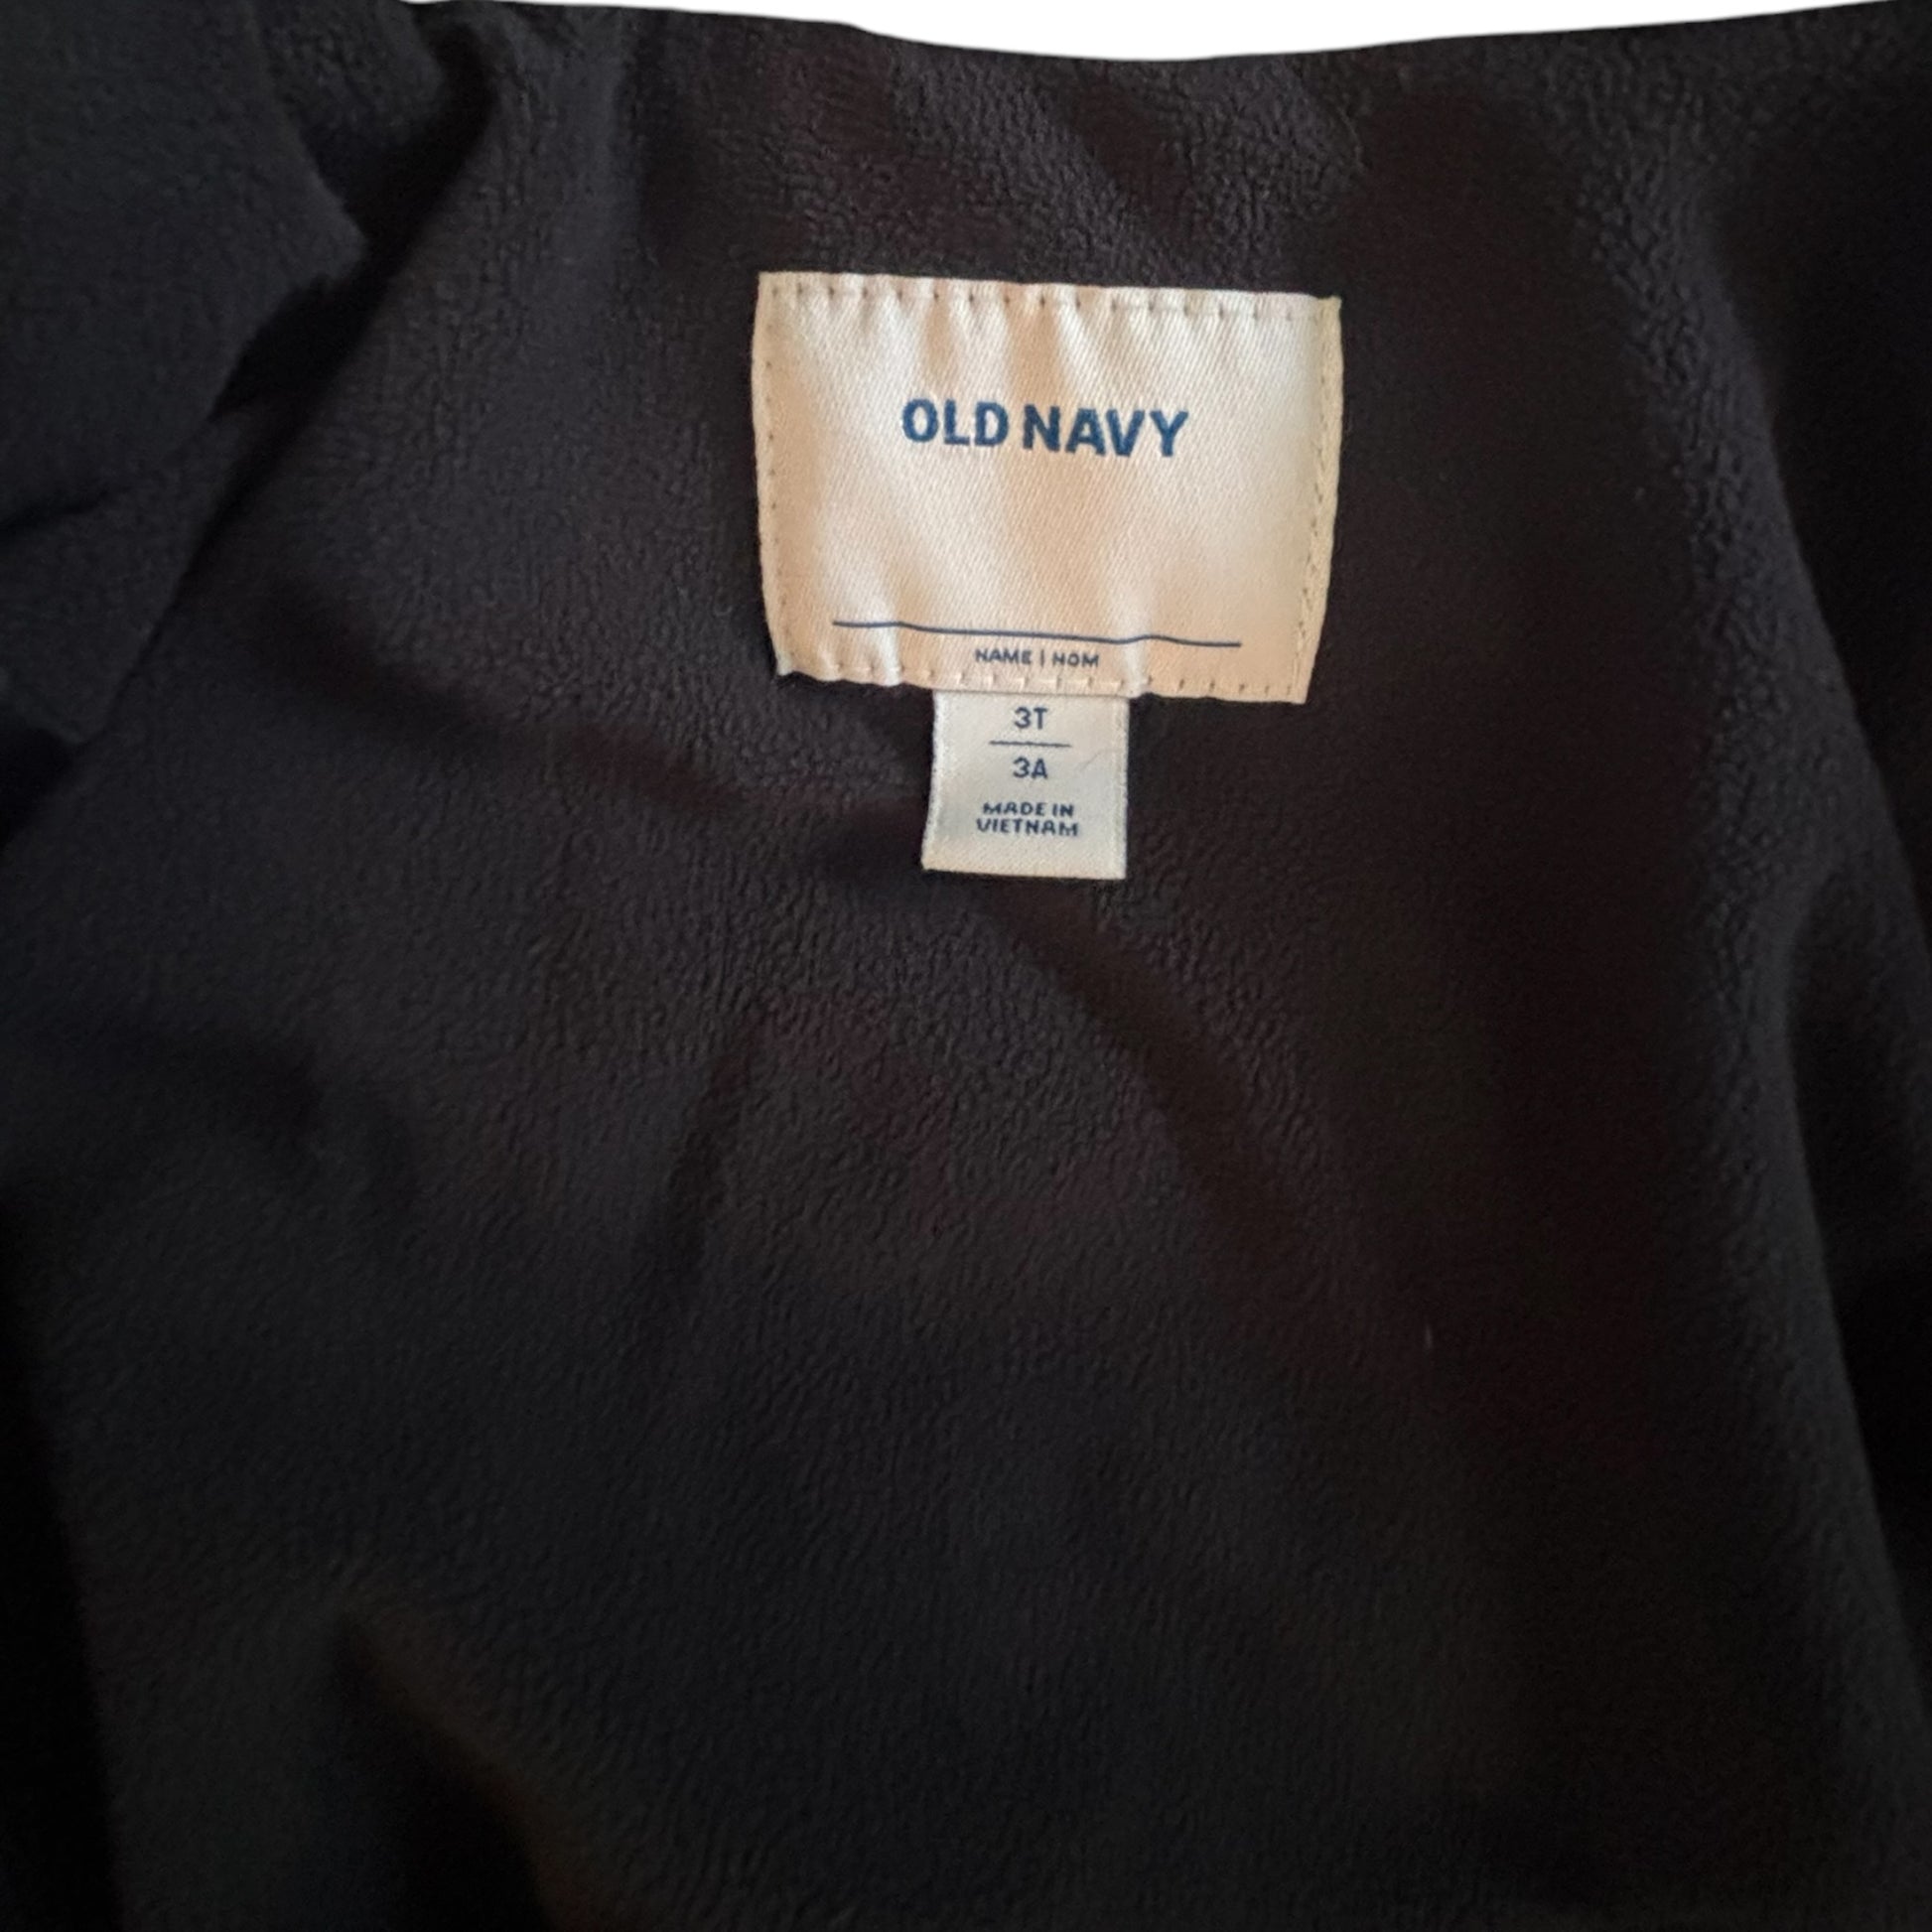 OLD NAVY
NAME | NOM
3T
3A
MADE IN
VIETNAM